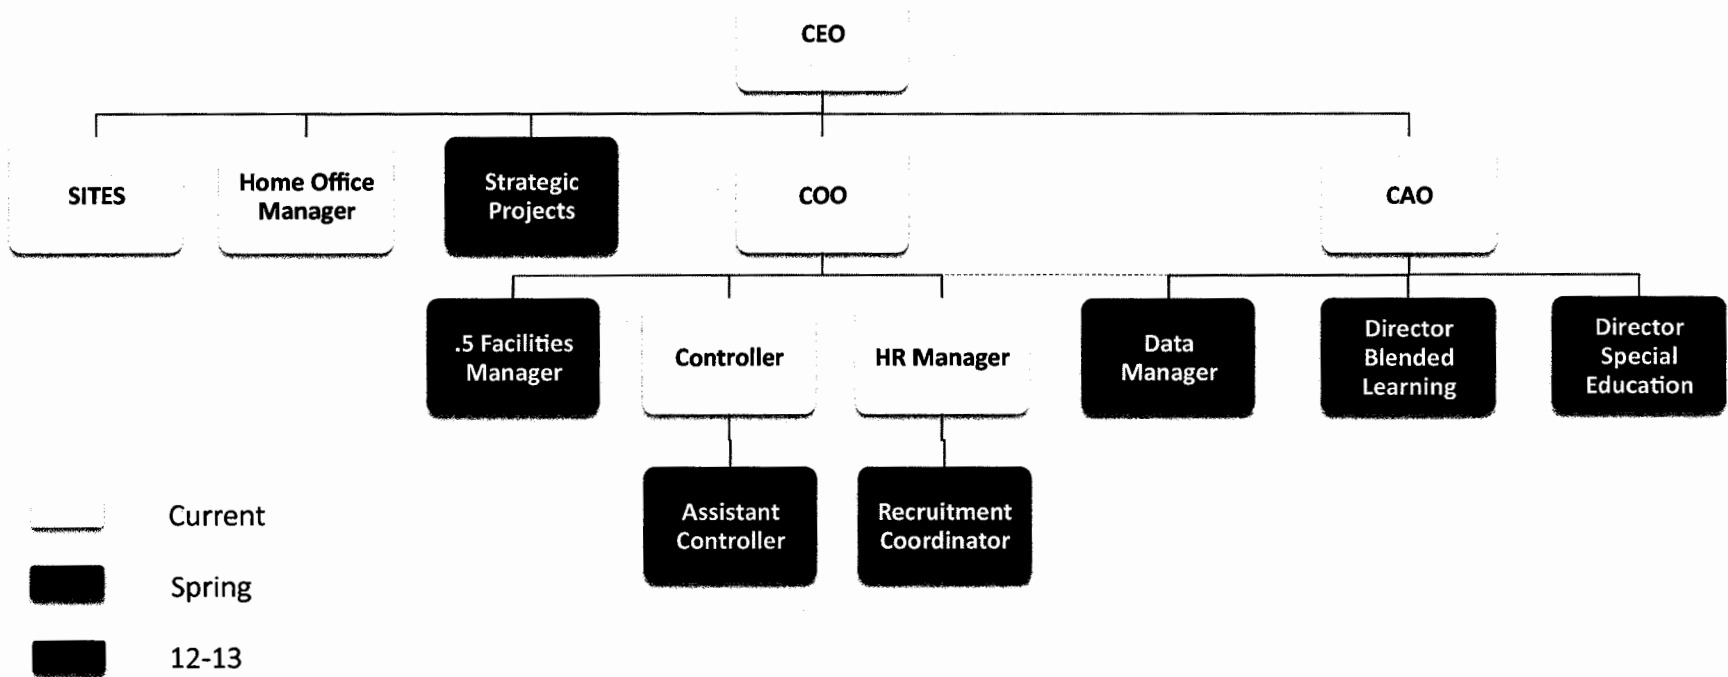 CEO
SITES
Home Office
Manager
Strategic
Projects
COO
CAO
.5 Facilities
Manager
Controller
HR Manager
Data
Manager
Director
Blended
Learning
Director
Special
Education
Assistant
Controller
Recruitment
Coordinator
Current
Spring
12-13